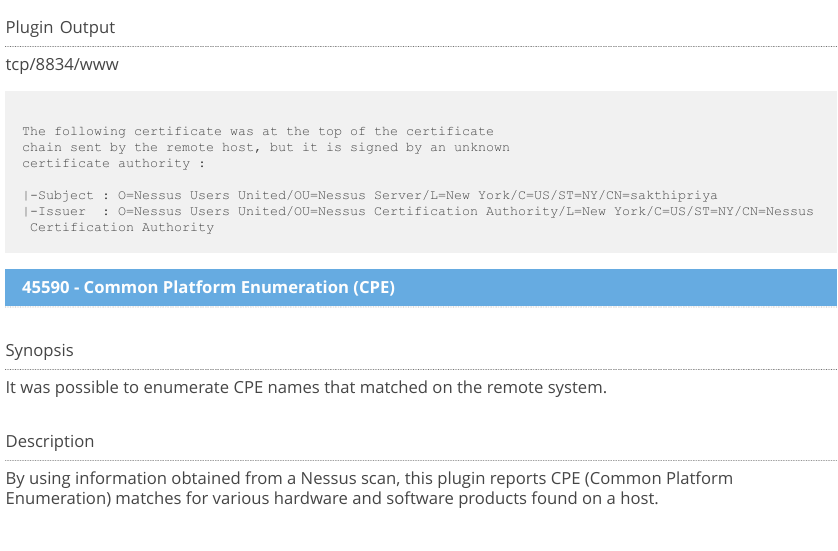 Plugin Output
tcp/8834/www
The following certificate was at the top of the certificate
chain sent by the remote host, but it is signed by an unknown
certificate authority :
|-Subject : O=Nessus Users United/OU=Nessus Server/L=New York/C=US/ST=NY/CN=sakthipriya
|-Issuer  : O=Nessus Users United/OU=Nessus Certification Authority/L=New York/C=US/ST=NY/CN=Nessus
Certification Authority
45590 - Common Platform Enumeration (CPE)
Synopsis
It was possible to enumerate CPE names that matched on the remote system.
Description
By using information obtained from a Nessus scan, this plugin reports CPE (Common Platform
Enumeration) matches for various hardware and software products found on a host.